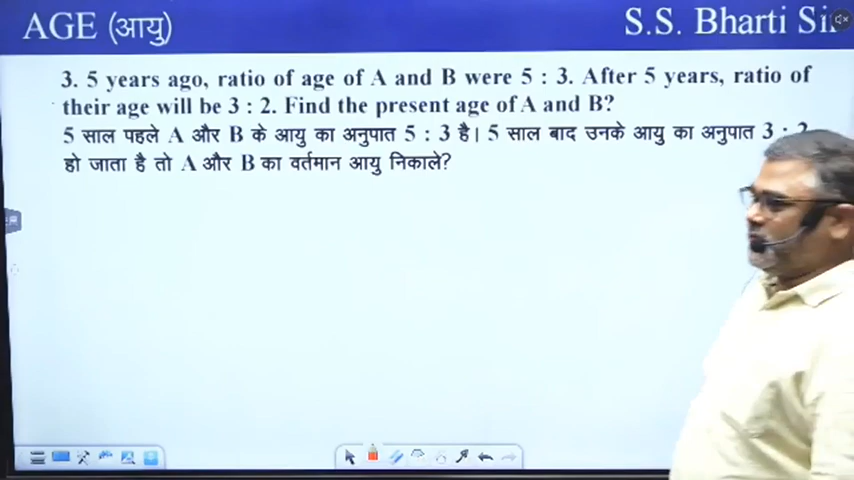 AGE (आयु)
S.S. Bharti Sir
3. 5 years ago, ratio of age of A and B were 5 : 3. After 5 years, ratio of
their age will be 3 : 2. Find the present age of A and B?
5 साल पहले A और B के आयु का अनुपात 5 : 3 है। 5 साल बाद उनके आयु का अनुपात 3 : 2
हो जाता है तो A और B का वर्तमान आयु निकाले?